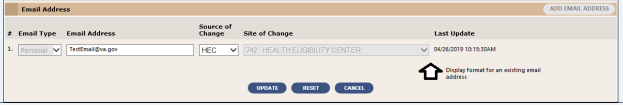 Email Address
ADD EMAIL ADDRESS
# Email Type Email Address Source of Change Site of Change Last Update
1. Personal TestEmail@va.gov HEC 742 - HEALTH ELIGIBILITY CENTER 04/26/2019 10:15:30AM
Display format for an existing email
address
UPDATE RESET CANCEL